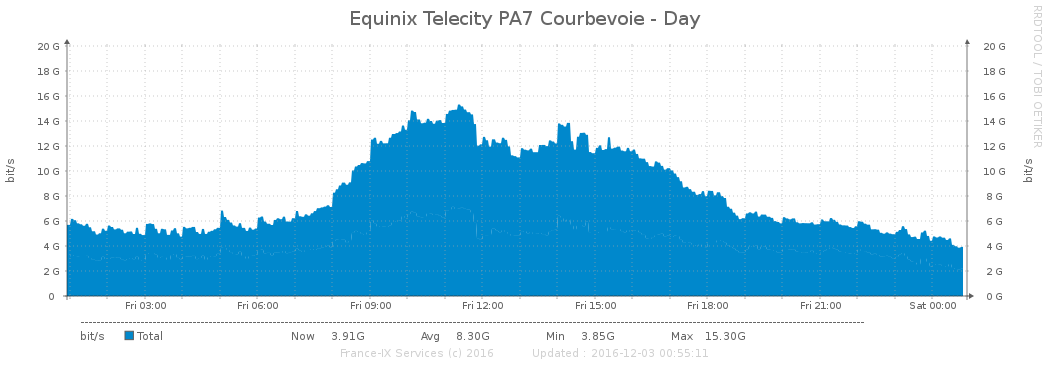 Equinix Telecity PA7 Courbevoie - Day
RRDTOOL / TOBI OETIKER
20 G 20 G
18 G 18 G
16 G 16 G
14 G 14 G
12 G 12 G
10 G 10 G
8 G 8 G
6 G 6 G
4 G 4 G
2 G 2 G
0 0 G
bit/s bit/s
Fri 03:00 Fri 06:00 Fri 09:00 Fri 12:00 Fri 15:00 Fri 18:00 Fri 21:00 Sat 00:00
bit/s Total Now 3.91G Avg 8.30G Min 3.85G Max 15.30G
France-IX Services (c) 2016 Updated : 2016-12-03 00:55:11